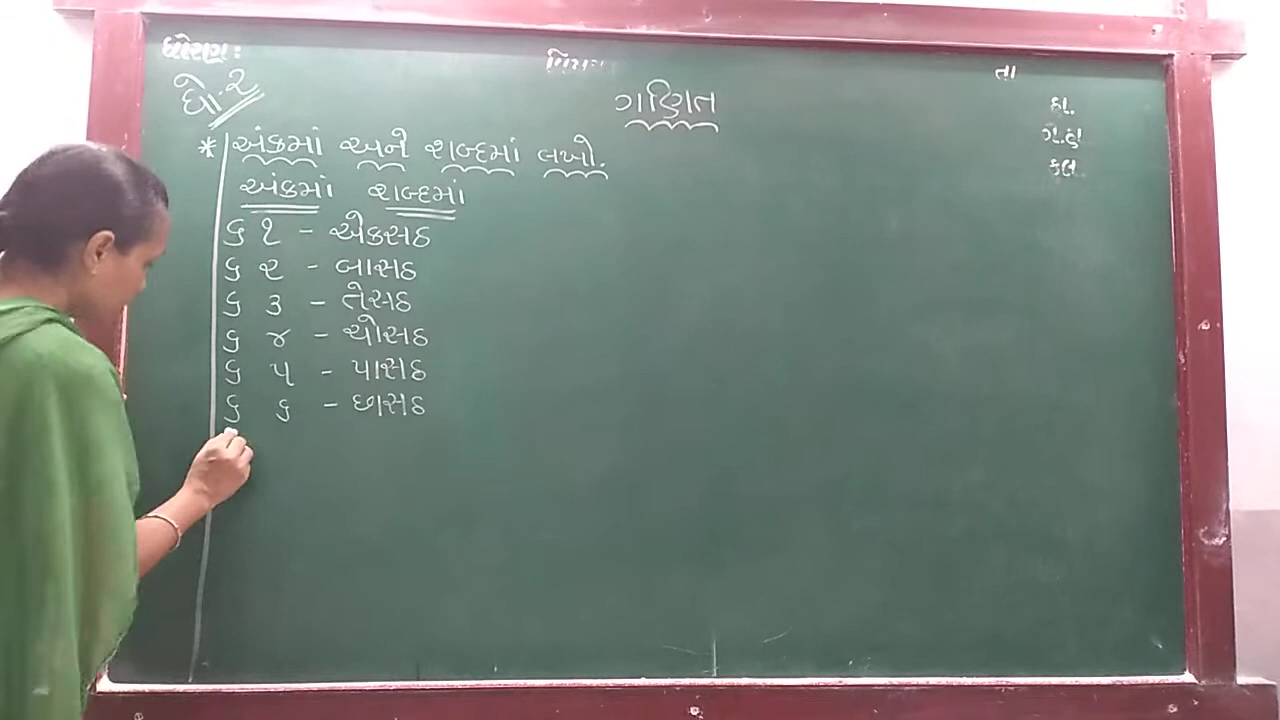 ધોરણ:
વિષય
તા
ધો.૨
ગણિત
હા.
ગે.હા
કુલ
* અંકમાં અને શબ્દમાં લખો.
અંકમાં શબ્દમાં
૬ ૧ - એકસઠ
૬ ૨ - બાસઠ
૬ ૩ - તેસઠ
૬ ૪ - ચોસઠ
૬ ૫ - પાસઠ
૬ ૬ - છાસઠ